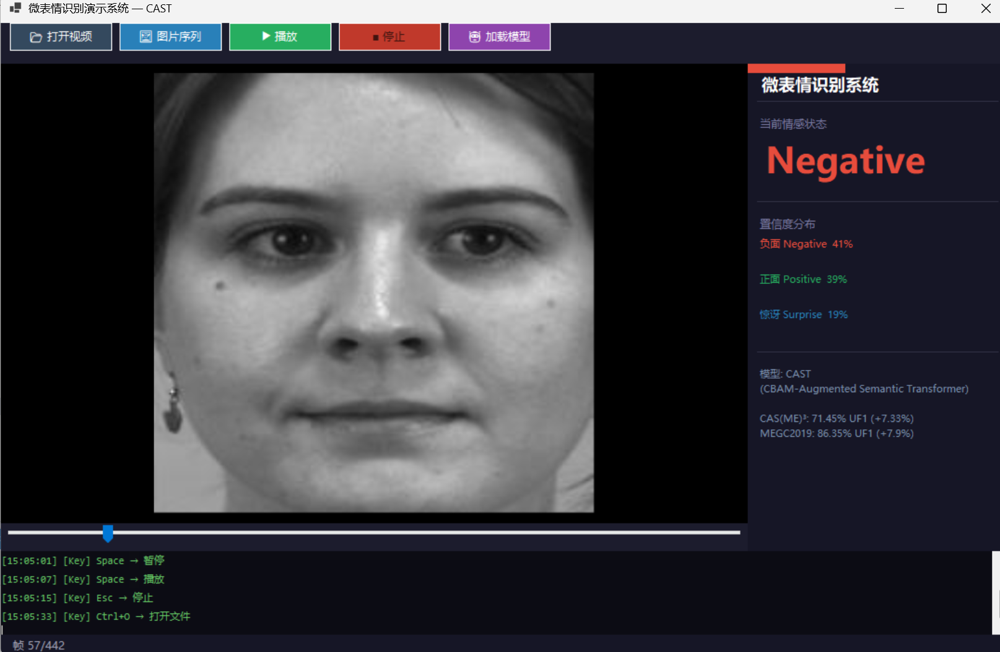 微表情识别演示系统 — CAST
打开视频 图片序列 播放 停止 加载模型
微表情识别系统
当前情感状态
Negative
置信度分布
负面 Negative 41%
正面 Positive 39%
惊讶 Surprise 19%
模型: CAST
(CBAM-Augmented Semantic Transformer)
CAS(ME)³: 71.45% UF1 (+7.33%)
MEGC2019: 86.35% UF1 (+7.9%)
[15:05:01] [Key] Space → 暂停
[15:05:07] [Key] Space → 播放
[15:05:15] [Key] Esc → 停止
[15:05:33] [Key] Ctrl+O → 打开文件
帧 57/442